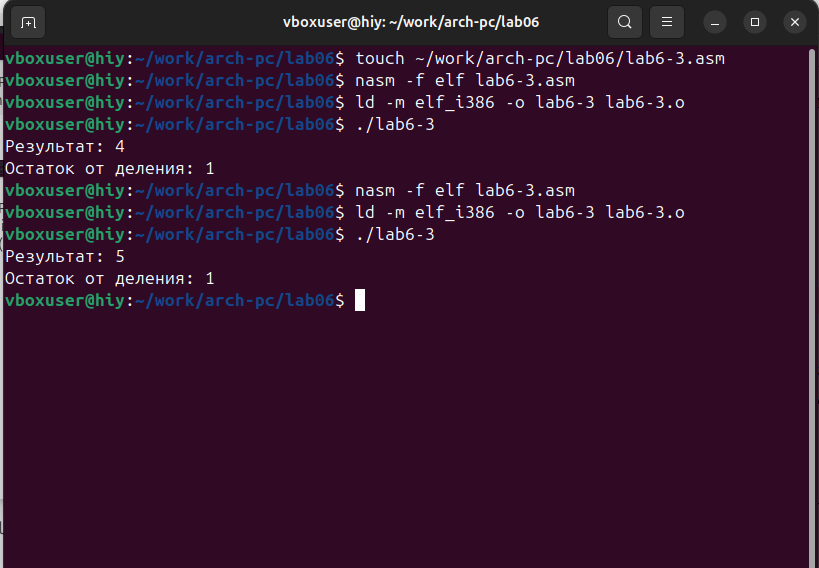 vboxuser@hiy: ~/work/arch-pc/lab06
vboxuser@hiy:~/work/arch-pc/lab06$ touch ~/work/arch-pc/lab06/lab6-3.asm
vboxuser@hiy:~/work/arch-pc/lab06$ nasm -f elf lab6-3.asm
vboxuser@hiy:~/work/arch-pc/lab06$ ld -m elf_i386 -o lab6-3 lab6-3.o
vboxuser@hiy:~/work/arch-pc/lab06$ ./lab6-3
Результат: 4
Остаток от деления: 1
vboxuser@hiy:~/work/arch-pc/lab06$ nasm -f elf lab6-3.asm
vboxuser@hiy:~/work/arch-pc/lab06$ ld -m elf_i386 -o lab6-3 lab6-3.o
vboxuser@hiy:~/work/arch-pc/lab06$ ./lab6-3
Результат: 5
Остаток от деления: 1
vboxuser@hiy:~/work/arch-pc/lab06$